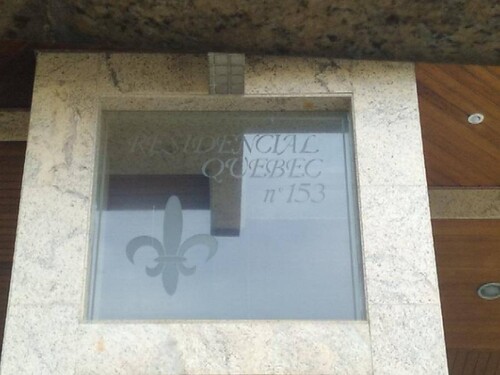 RESIDENCIAL
QUEBEC
nº 153